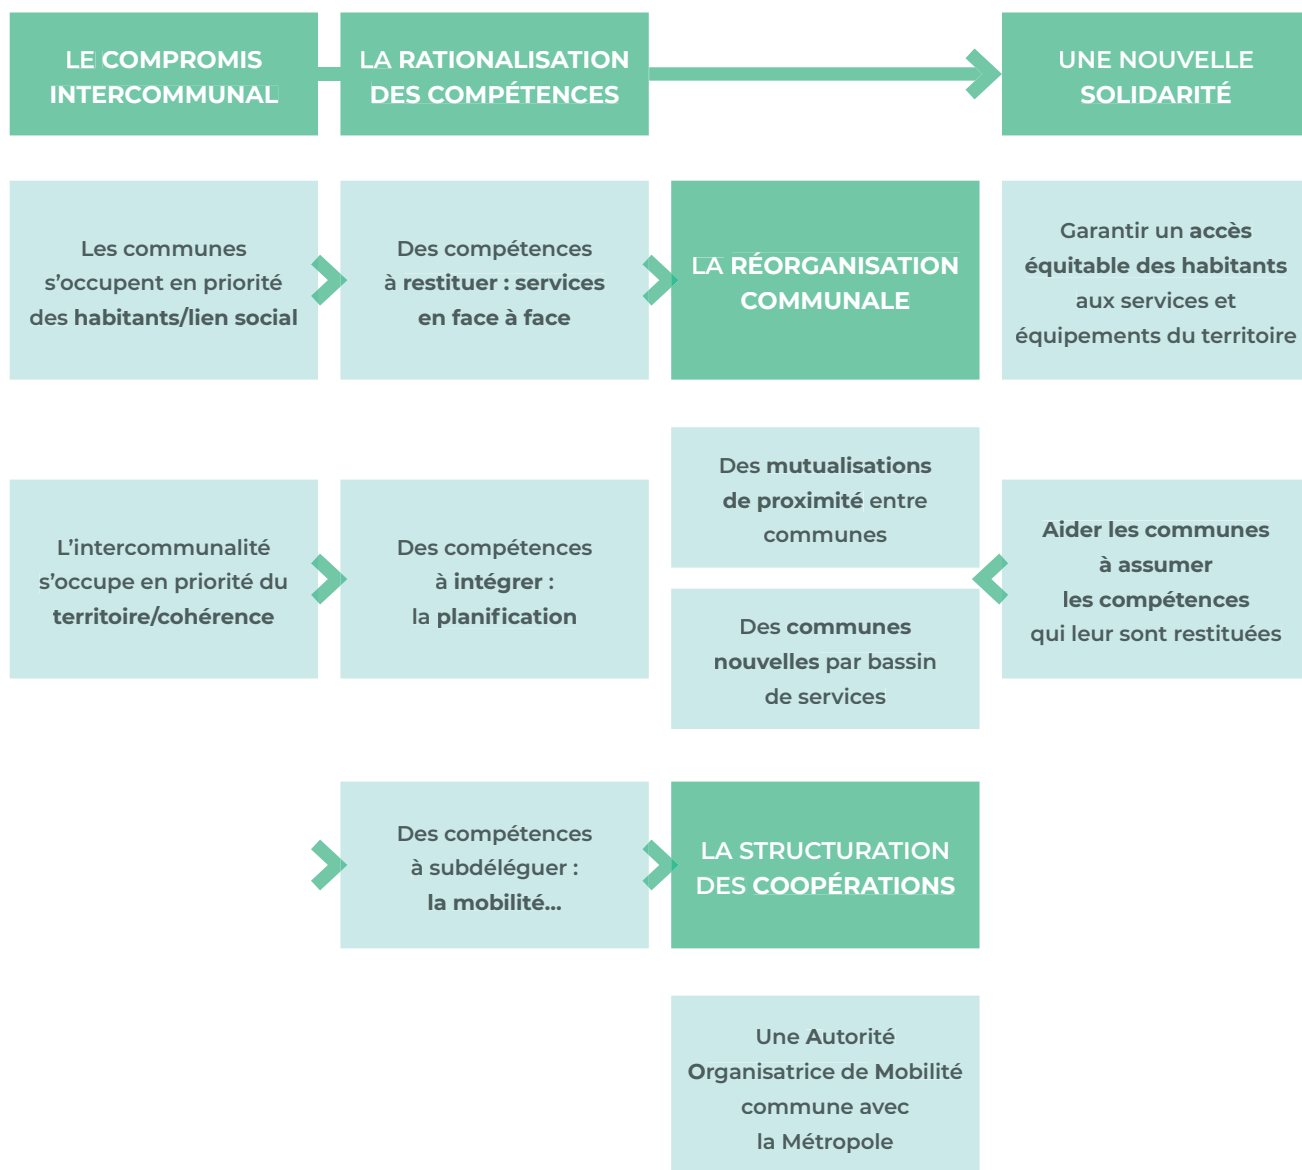 LE COMPROMIS
INTERCOMMUNAL
LA RATIONALISATION
DES COMPÉTENCES
UNE NOUVELLE
SOLIDARITÉ
Les communes
s’occupent en priorité
des habitants/lien social
Des compétences
à restituer : services
en face à face
LA RÉORGANISATION
COMMUNALE
Garantir un accès
équitable des habitants
aux services et
équipements du territoire
L’intercommunalité
s’occupe en priorité du
territoire/cohérence
Des compétences
à intégrer :
la planification
Des mutualisations
de proximité entre
communes
Des communes
nouvelles par bassin
de services
Aider les communes
à assumer
les compétences
qui leur sont restituées
Des compétences
à subdéléguer :
la mobilité...
LA STRUCTURATION
DES COOPÉRATIONS
Une Autorité
Organisatrice de Mobilité
commune avec
la Métropole